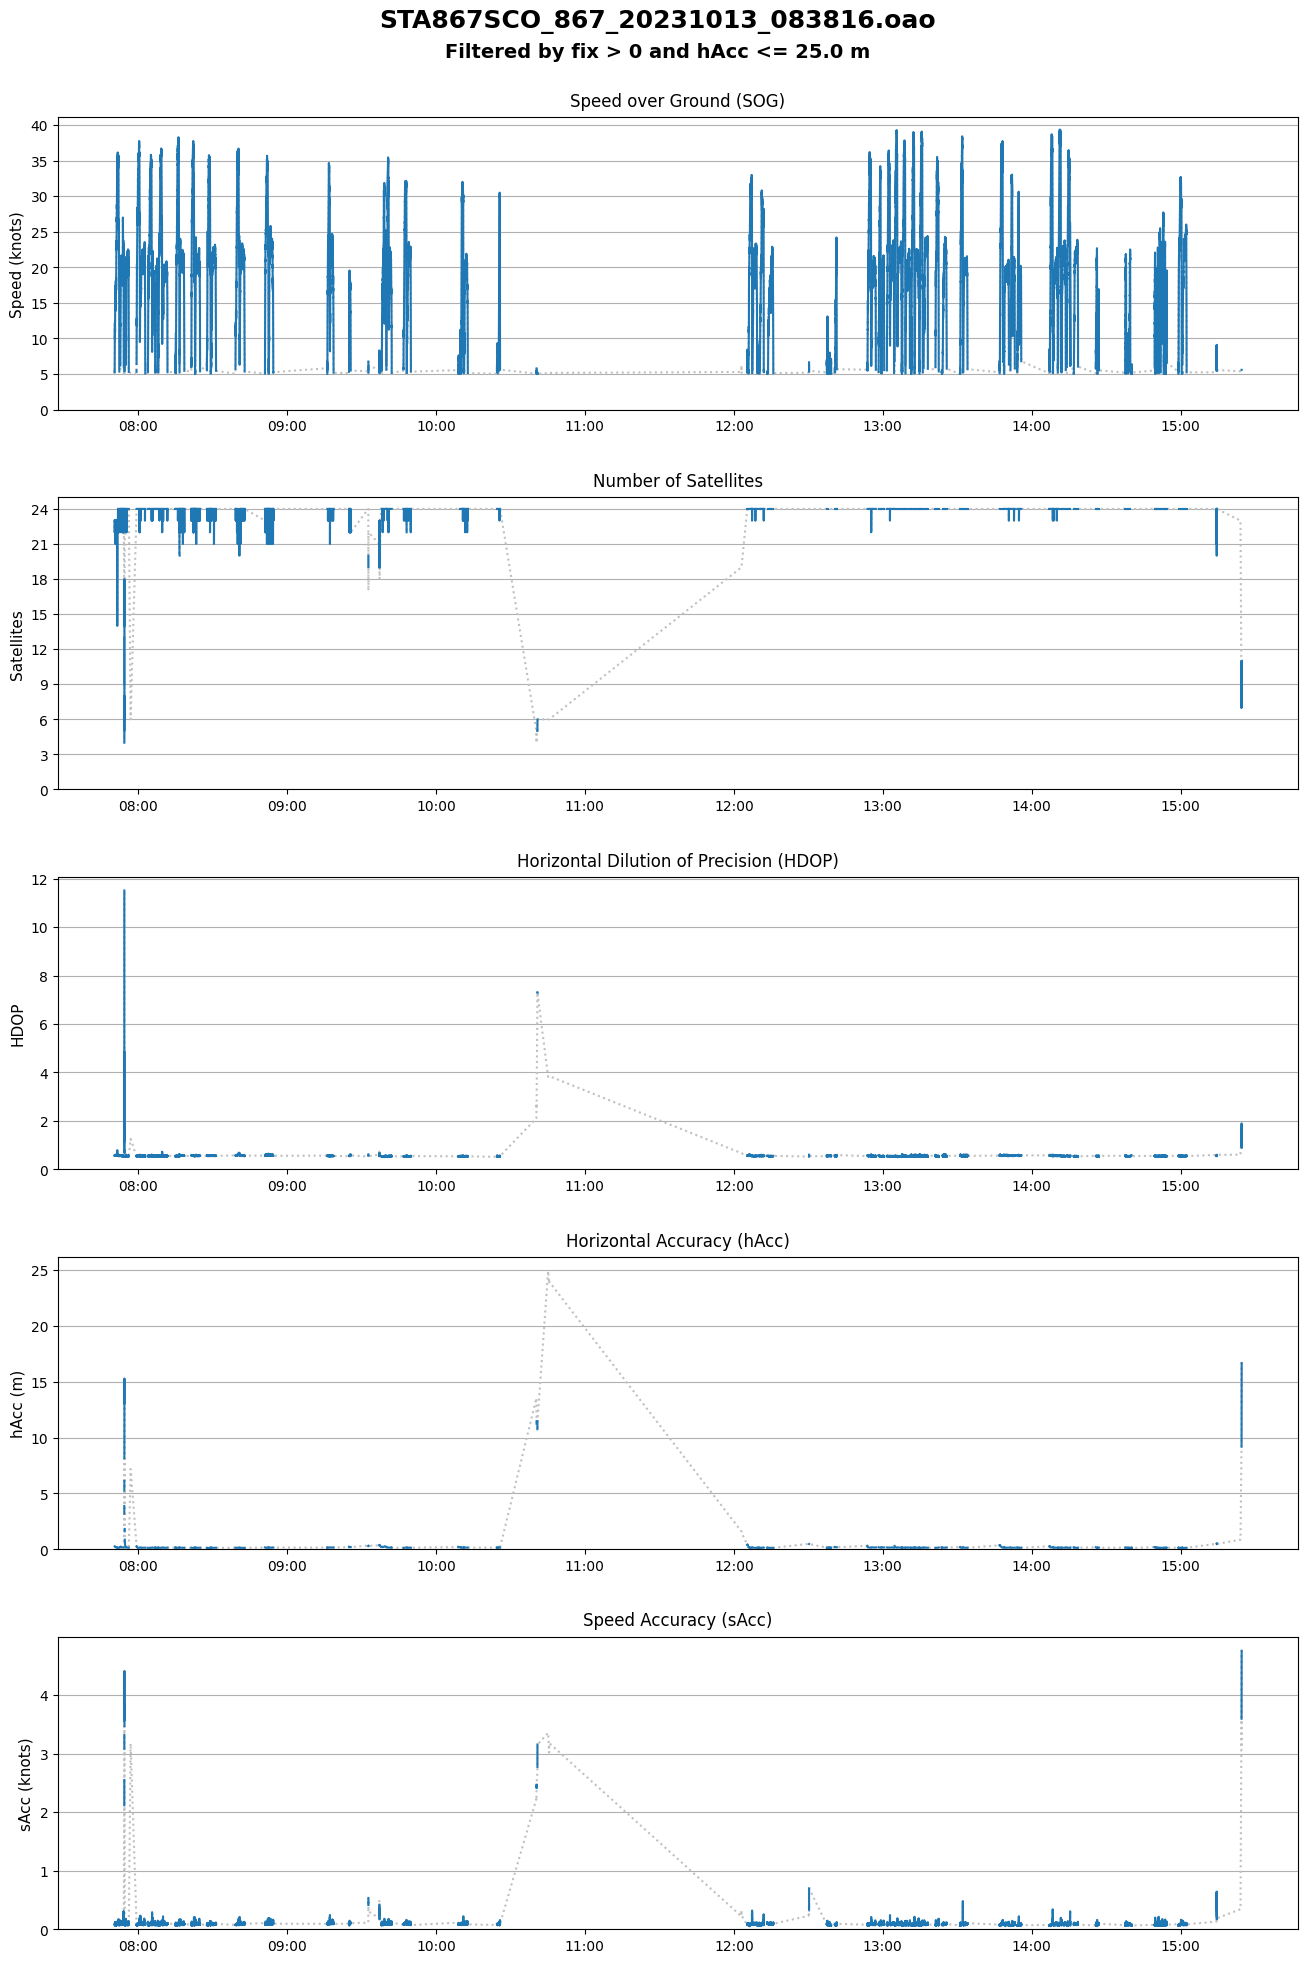 STA867SCO_867_20231013_083816.oao
Filtered by fix > 0 and hAcc <= 25.0 m
Speed over Ground (SOG)
Speed (knots)
40
35
30
25
20
15
10
5
0
08:00 09:00 10:00 11:00 12:00 13:00 14:00 15:00
Number of Satellites
Satellites
24
21
18
15
12
9
6
3
0
08:00 09:00 10:00 11:00 12:00 13:00 14:00 15:00
Horizontal Dilution of Precision (HDOP)
HDOP
12
10
8
6
4
2
0
08:00 09:00 10:00 11:00 12:00 13:00 14:00 15:00
Horizontal Accuracy (hAcc)
hAcc (m)
25
20
15
10
5
0
08:00 09:00 10:00 11:00 12:00 13:00 14:00 15:00
Speed Accuracy (sAcc)
sAcc (knots)
4
3
2
1
0
08:00 09:00 10:00 11:00 12:00 13:00 14:00 15:00